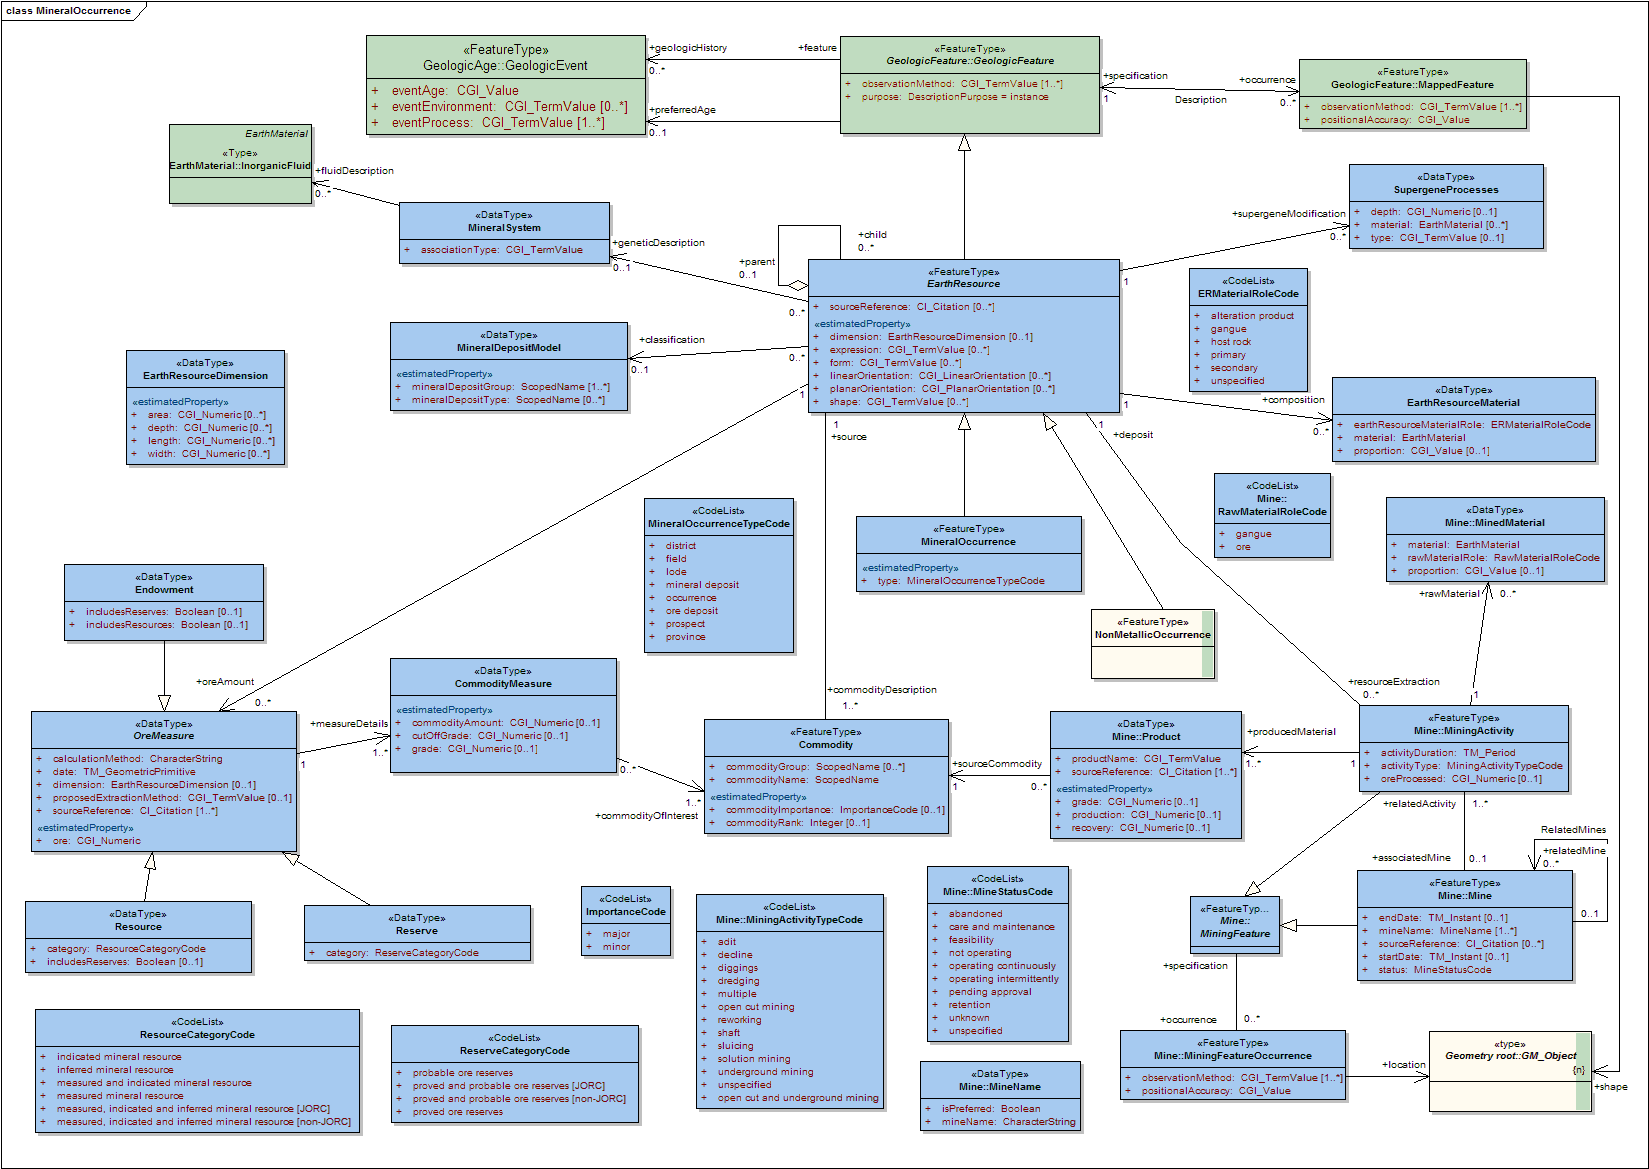 class MineralOccurrence
«FeatureType»
GeologicAge::GeologicEvent
+ eventAge: CGI_Value
+ eventEnvironment: CGI_TermValue [0..*]
+ eventProcess: CGI_TermValue [1..*]
+geologicHistory
0..*
+feature
+preferredAge
0..1
«FeatureType»
GeologicFeature::GeologicFeature
+ observationMethod: CGI_TermValue [1..*]
+ purpose: DescriptionPurpose = instance
+specification
1
Description
+occurrence
0..*
«FeatureType»
GeologicFeature::MappedFeature
+ observationMethod: CGI_TermValue [1..*]
+ positionalAccuracy: CGI_Value
EarthMaterial
«Type»
EarthMaterial::InorganicFluid
+fluidDescription
0..*
«DataType»
MineralSystem
+ associationType: CGI_TermValue
+geneticDescription
0..1
0..*
+child
0..*
+parent
0..1
«FeatureType»
EarthResource
+ sourceReference: CI_Citation [0..*]
«estimatedProperty»
+ dimension: EarthResourceDimension [0..1]
+ expression: CGI_TermValue [0..*]
+ form: CGI_TermValue [0..*]
+ linearOrientation: CGI_LinearOrientation [0..*]
+ planarOrientation: CGI_PlanarOrientation [0..*]
+ shape: CGI_TermValue [0..*]
+supergeneModification
0..*
1
«DataType»
SupergeneProcesses
+ depth: CGI_Numeric [0..1]
+ material: EarthMaterial [0..*]
+ type: CGI_TermValue [0..1]
«CodeList»
ERMaterialRoleCode
+ alteration product
+ gangue
+ host rock
+ primary
+ secondary
+ unspecified
«DataType»
MineralDepositModel
«estimatedProperty»
+ mineralDepositGroup: ScopedName [1..*]
+ mineralDepositType: ScopedName [0..*]
+classification
0..1
0..*
«DataType»
EarthResourceDimension
«estimatedProperty»
+ area: CGI_Numeric [0..*]
+ depth: CGI_Numeric [0..*]
+ length: CGI_Numeric [0..*]
+ width: CGI_Numeric [0..*]
+composition
0..*
1
«DataType»
EarthResourceMaterial
+ earthResourceMaterialRole: ERMaterialRoleCode
+ material: EarthMaterial
+ proportion: CGI_Value [0..1]
1
1
+source
1
+deposit
«CodeList»
Mine::
RawMaterialRoleCode
+ gangue
+ ore
«DataType»
Mine::MinedMaterial
+ material: EarthMaterial
+ rawMaterialRole: RawMaterialRoleCode
+ proportion: CGI_Value [0..1]
+rawMaterial
0..*
1
«CodeList»
MineralOccurrenceTypeCode
+ district
+ field
+ lode
+ mineral deposit
+ occurrence
+ ore deposit
+ prospect
+ province
«FeatureType»
MineralOccurrence
«estimatedProperty»
+ type: MineralOccurrenceTypeCode
«FeatureType»
NonMetallicOccurrence
«DataType»
Endowment
+ includesReserves: Boolean [0..1]
+ includesResources: Boolean [0..1]
+oreAmount
0..*
«DataType»
OreMeasure
+ calculationMethod: CharacterString
+ date: TM_GeometricPrimitive
+ dimension: EarthResourceDimension [0..1]
+ proposedExtractionMethod: CGI_TermValue [0..1]
+ sourceReference: CI_Citation [1..*]
«estimatedProperty»
+ ore: CGI_Numeric
+measureDetails
1..*
1
«DataType»
CommodityMeasure
«estimatedProperty»
+ commodityAmount: CGI_Numeric [0..1]
+ cutOffGrade: CGI_Numeric [0..1]
+ grade: CGI_Numeric [0..1]
0..*
1..*
+commodityOfInterest
+commodityDescription
1..*
«FeatureType»
Commodity
+ commodityGroup: ScopedName [0..*]
+ commodityName: ScopedName
«estimatedProperty»
+ commodityImportance: ImportanceCode [0..1]
+ commodityRank: Integer [0..1]
+sourceCommodity
1
0..*
«DataType»
Mine::Product
+ productName: CGI_TermValue
+ sourceReference: CI_Citation [1..*]
«estimatedProperty»
+ grade: CGI_Numeric [0..1]
+ production: CGI_Numeric [0..1]
+ recovery: CGI_Numeric [0..1]
+producedMaterial
1..*
1
+resourceExtraction
0..*
«FeatureType»
Mine::MiningActivity
+ activityDuration: TM_Period
+ activityType: MiningActivityTypeCode
+ oreProcessed: CGI_Numeric [0..1]
+relatedActivity
1..*
+associatedMine
0..1
RelatedMines
+relatedMine
0..*
0..1
«FeatureType»
Mine::Mine
+ endDate: TM_Instant [0..1]
+ mineName: MineName [1..*]
+ sourceReference: CI_Citation [0..*]
+ startDate: TM_Instant [0..1]
+ status: MineStatusCode
«FeatureTyp...
Mine::
MiningFeature
+specification
+occurrence
0..*
«FeatureType»
Mine::MiningFeatureOccurrence
+ observationMethod: CGI_TermValue [1..*]
+ positionalAccuracy: CGI_Value
+location
«type»
Geometry root::GM_Object
{n}
+shape
«DataType»
Resource
+ category: ResourceCategoryCode
+ includesReserves: Boolean [0..1]
«DataType»
Reserve
+ category: ReserveCategoryCode
«CodeList»
ImportanceCode
+ major
+ minor
«CodeList»
Mine::MiningActivityTypeCode
+ adit
+ decline
+ diggings
+ dredging
+ multiple
+ open cut mining
+ reworking
+ shaft
+ sluicing
+ solution mining
+ underground mining
+ unspecified
+ open cut and underground mining
«CodeList»
Mine::MineStatusCode
+ abandoned
+ care and maintenance
+ feasibility
+ not operating
+ operating continuously
+ operating intermittently
+ pending approval
+ retention
+ unknown
+ unspecified
«DataType»
Mine::MineName
+ isPreferred: Boolean
+ mineName: CharacterString
«CodeList»
ResourceCategoryCode
+ indicated mineral resource
+ inferred mineral resource
+ measured and indicated mineral resource
+ measured mineral resource
+ measured, indicated and inferred mineral resource [JORC]
+ measured, indicated and inferred mineral resource [non-JORC]
«CodeList»
ReserveCategoryCode
+ probable ore reserves
+ proved and probable ore reserves [JORC]
+ proved and probable ore reserves [non-JORC]
+ proved ore reserves